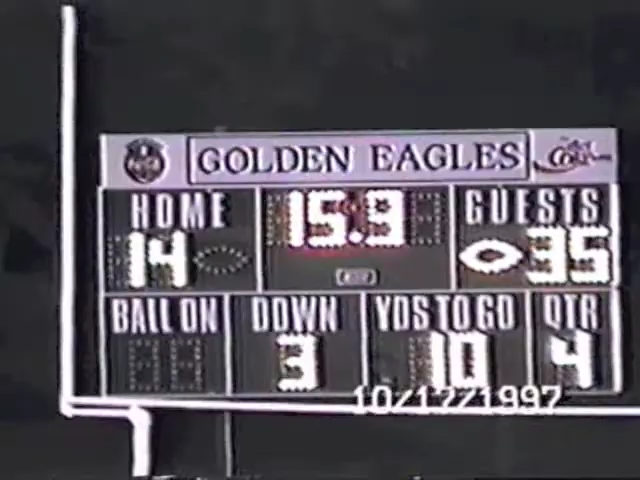 GOLDEN EAGLES
HOME 15.9 GUESTS
14 35
BALL ON DOWN YDS TO GO QTR
3 10 4
10/17/1997